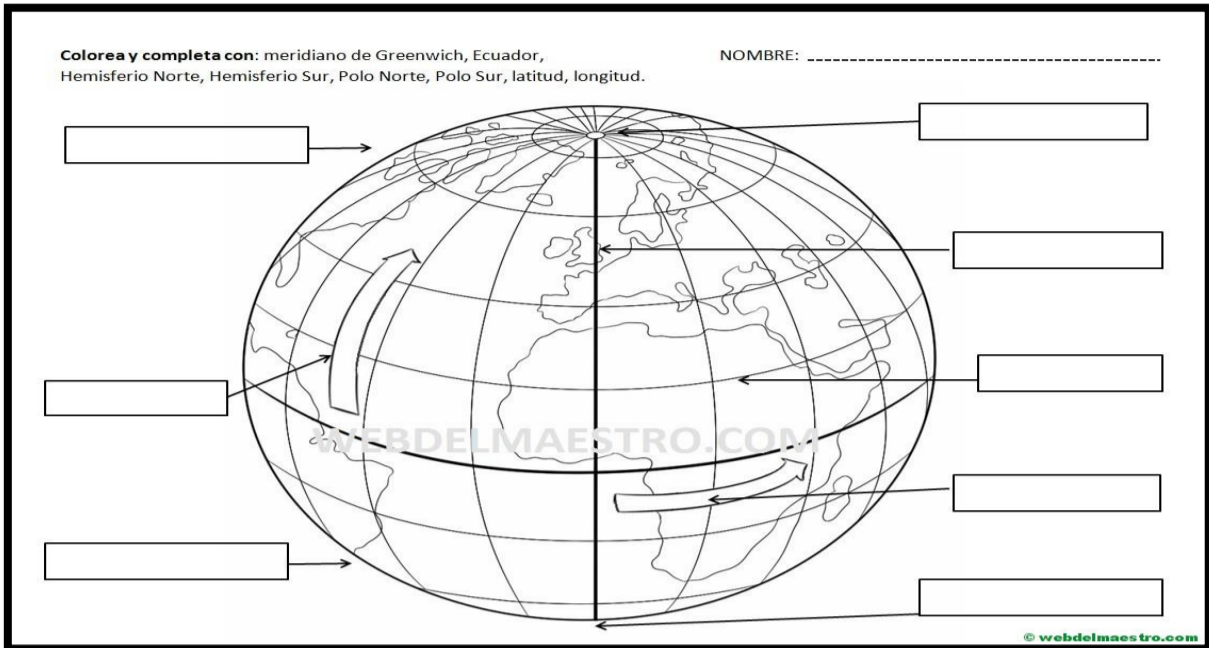 Colorea y completa con: meridiano de Greenwich, Ecuador,
Hemisferio Norte, Hemisferio Sur, Polo Norte, Polo Sur, latitud, longitud.
NOMBRE: 
WEBDELMAESTRO.COM
© webdelmaestro.com